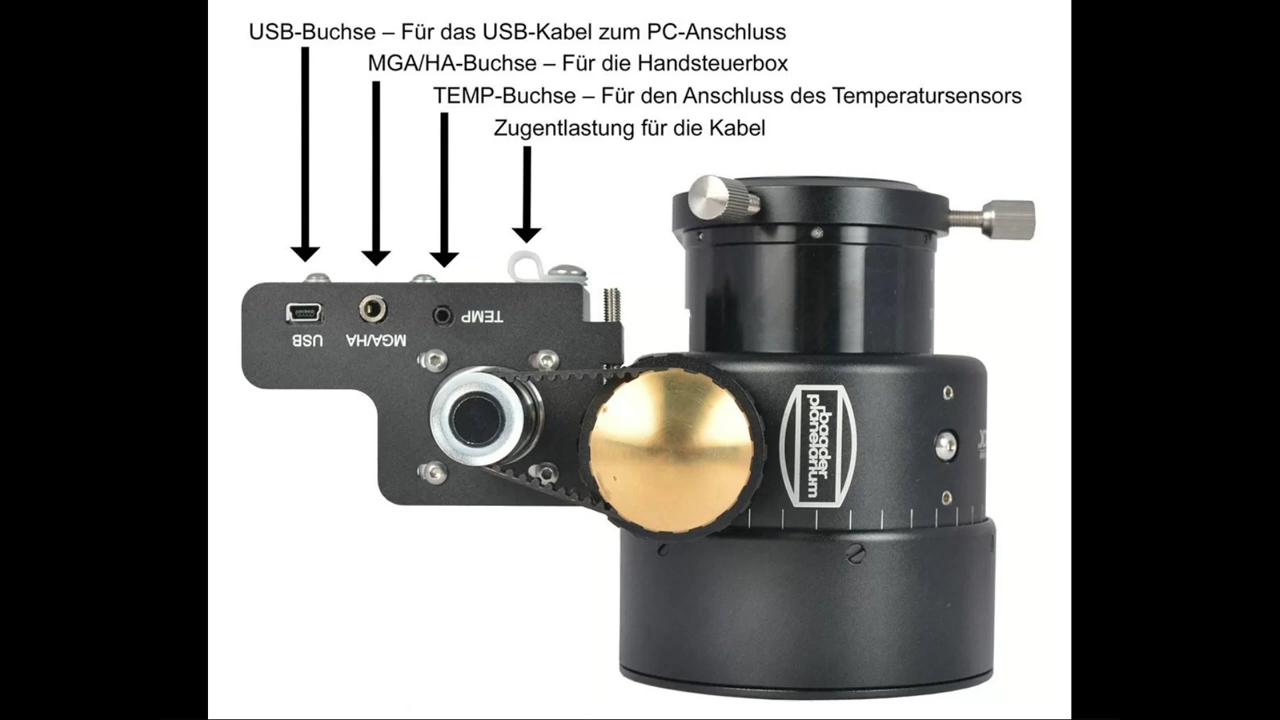 USB-Buchse – Für das USB-Kabel zum PC-Anschluss
MGA/HA-Buchse – Für die Handsteuerbox
TEMP-Buchse – Für den Anschluss des Temperatursensors
Zugentlastung für die Kabel
USB
MGA/HA
TEMP
baader
planetarium